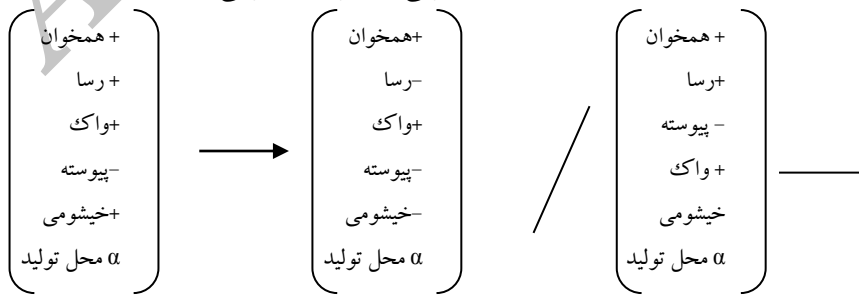 + همخوان
+ رسا
+واک
–پیوسته
+خیشومی
α محل تولید
+همخوان
–رسا
+واک
–پیوسته
–خیشومی
α محل تولید
+ همخوان
+رسا
– پیوسته
+ واک
خیشومی
α محل تولید